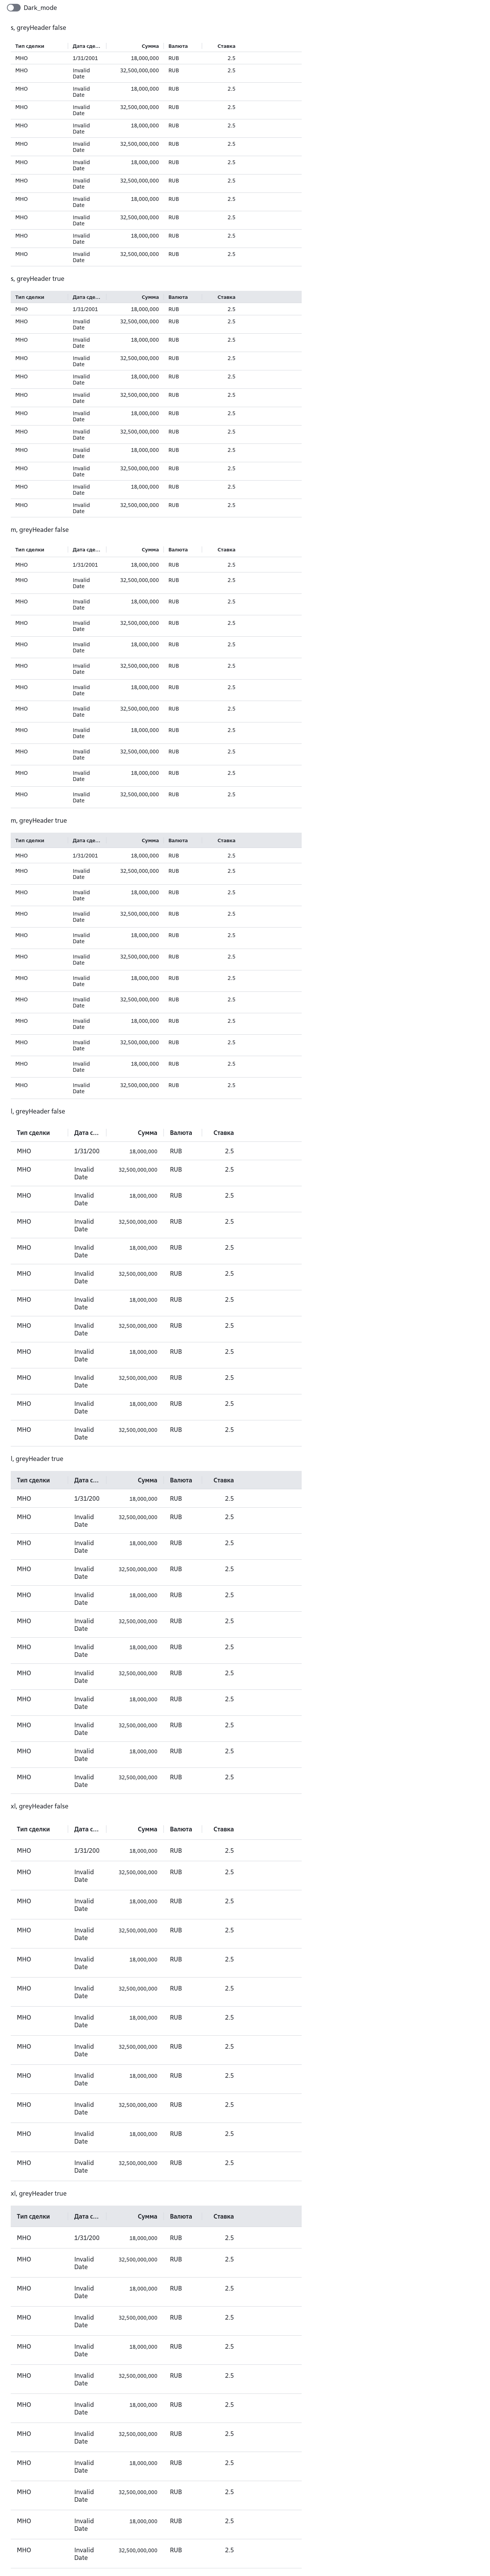 Dark_mode
s, greyHeader false
Тип сделки Дата сде... Сумма Валюта Ставка
МНО 1/31/2001 18,000,000 RUB 2.5
МНО Invalid 32,500,000,000 RUB 2.5
Date
МНО Invalid 18,000,000 RUB 2.5
Date
МНО Invalid 32,500,000,000 RUB 2.5
Date
МНО Invalid 18,000,000 RUB 2.5
Date
МНО Invalid 32,500,000,000 RUB 2.5
Date
МНО Invalid 18,000,000 RUB 2.5
Date
МНО Invalid 32,500,000,000 RUB 2.5
Date
МНО Invalid 18,000,000 RUB 2.5
Date
МНО Invalid 32,500,000,000 RUB 2.5
Date
МНО Invalid 18,000,000 RUB 2.5
Date
МНО Invalid 32,500,000,000 RUB 2.5
Date
s, greyHeader true
Тип сделки Дата сде... Сумма Валюта Ставка
МНО 1/31/2001 18,000,000 RUB 2.5
МНО Invalid 32,500,000,000 RUB 2.5
Date
МНО Invalid 18,000,000 RUB 2.5
Date
МНО Invalid 32,500,000,000 RUB 2.5
Date
МНО Invalid 18,000,000 RUB 2.5
Date
МНО Invalid 32,500,000,000 RUB 2.5
Date
МНО Invalid 18,000,000 RUB 2.5
Date
МНО Invalid 32,500,000,000 RUB 2.5
Date
МНО Invalid 18,000,000 RUB 2.5
Date
МНО Invalid 32,500,000,000 RUB 2.5
Date
МНО Invalid 18,000,000 RUB 2.5
Date
МНО Invalid 32,500,000,000 RUB 2.5
Date
m, greyHeader false
Тип сделки Дата сде... Сумма Валюта Ставка
МНО 1/31/2001 18,000,000 RUB 2.5
МНО Invalid 32,500,000,000 RUB 2.5
Date
МНО Invalid 18,000,000 RUB 2.5
Date
МНО Invalid 32,500,000,000 RUB 2.5
Date
МНО Invalid 18,000,000 RUB 2.5
Date
МНО Invalid 32,500,000,000 RUB 2.5
Date
МНО Invalid 18,000,000 RUB 2.5
Date
МНО Invalid 32,500,000,000 RUB 2.5
Date
МНО Invalid 18,000,000 RUB 2.5
Date
МНО Invalid 32,500,000,000 RUB 2.5
Date
МНО Invalid 18,000,000 RUB 2.5
Date
МНО Invalid 32,500,000,000 RUB 2.5
Date
m, greyHeader true
Тип сделки Дата сде... Сумма Валюта Ставка
МНО 1/31/2001 18,000,000 RUB 2.5
МНО Invalid 32,500,000,000 RUB 2.5
Date
МНО Invalid 18,000,000 RUB 2.5
Date
МНО Invalid 32,500,000,000 RUB 2.5
Date
МНО Invalid 18,000,000 RUB 2.5
Date
МНО Invalid 32,500,000,000 RUB 2.5
Date
МНО Invalid 18,000,000 RUB 2.5
Date
МНО Invalid 32,500,000,000 RUB 2.5
Date
МНО Invalid 18,000,000 RUB 2.5
Date
МНО Invalid 32,500,000,000 RUB 2.5
Date
МНО Invalid 18,000,000 RUB 2.5
Date
МНО Invalid 32,500,000,000 RUB 2.5
Date
l, greyHeader false
Тип сделки Дата с... Сумма Валюта Ставка
МНО 1/31/200 18,000,000 RUB 2.5
МНО Invalid 32,500,000,000 RUB 2.5
Date
МНО Invalid 18,000,000 RUB 2.5
Date
МНО Invalid 32,500,000,000 RUB 2.5
Date
МНО Invalid 18,000,000 RUB 2.5
Date
МНО Invalid 32,500,000,000 RUB 2.5
Date
МНО Invalid 18,000,000 RUB 2.5
Date
МНО Invalid 32,500,000,000 RUB 2.5
Date
МНО Invalid 18,000,000 RUB 2.5
Date
МНО Invalid 32,500,000,000 RUB 2.5
Date
МНО Invalid 18,000,000 RUB 2.5
Date
МНО Invalid 32,500,000,000 RUB 2.5
Date
l, greyHeader true
Тип сделки Дата с... Сумма Валюта Ставка
МНО 1/31/200 18,000,000 RUB 2.5
МНО Invalid 32,500,000,000 RUB 2.5
Date
МНО Invalid 18,000,000 RUB 2.5
Date
МНО Invalid 32,500,000,000 RUB 2.5
Date
МНО Invalid 18,000,000 RUB 2.5
Date
МНО Invalid 32,500,000,000 RUB 2.5
Date
МНО Invalid 18,000,000 RUB 2.5
Date
МНО Invalid 32,500,000,000 RUB 2.5
Date
МНО Invalid 18,000,000 RUB 2.5
Date
МНО Invalid 32,500,000,000 RUB 2.5
Date
МНО Invalid 18,000,000 RUB 2.5
Date
МНО Invalid 32,500,000,000 RUB 2.5
Date
xl, greyHeader false
Тип сделки Дата с... Сумма Валюта Ставка
МНО 1/31/200 18,000,000 RUB 2.5
МНО Invalid 32,500,000,000 RUB 2.5
Date
МНО Invalid 18,000,000 RUB 2.5
Date
МНО Invalid 32,500,000,000 RUB 2.5
Date
МНО Invalid 18,000,000 RUB 2.5
Date
МНО Invalid 32,500,000,000 RUB 2.5
Date
МНО Invalid 18,000,000 RUB 2.5
Date
МНО Invalid 32,500,000,000 RUB 2.5
Date
МНО Invalid 18,000,000 RUB 2.5
Date
МНО Invalid 32,500,000,000 RUB 2.5
Date
МНО Invalid 18,000,000 RUB 2.5
Date
МНО Invalid 32,500,000,000 RUB 2.5
Date
xl, greyHeader true
Тип сделки Дата с... Сумма Валюта Ставка
МНО 1/31/200 18,000,000 RUB 2.5
МНО Invalid 32,500,000,000 RUB 2.5
Date
МНО Invalid 18,000,000 RUB 2.5
Date
МНО Invalid 32,500,000,000 RUB 2.5
Date
МНО Invalid 18,000,000 RUB 2.5
Date
МНО Invalid 32,500,000,000 RUB 2.5
Date
МНО Invalid 18,000,000 RUB 2.5
Date
МНО Invalid 32,500,000,000 RUB 2.5
Date
МНО Invalid 18,000,000 RUB 2.5
Date
МНО Invalid 32,500,000,000 RUB 2.5
Date
МНО Invalid 18,000,000 RUB 2.5
Date
МНО Invalid 32,500,000,000 RUB 2.5
Date